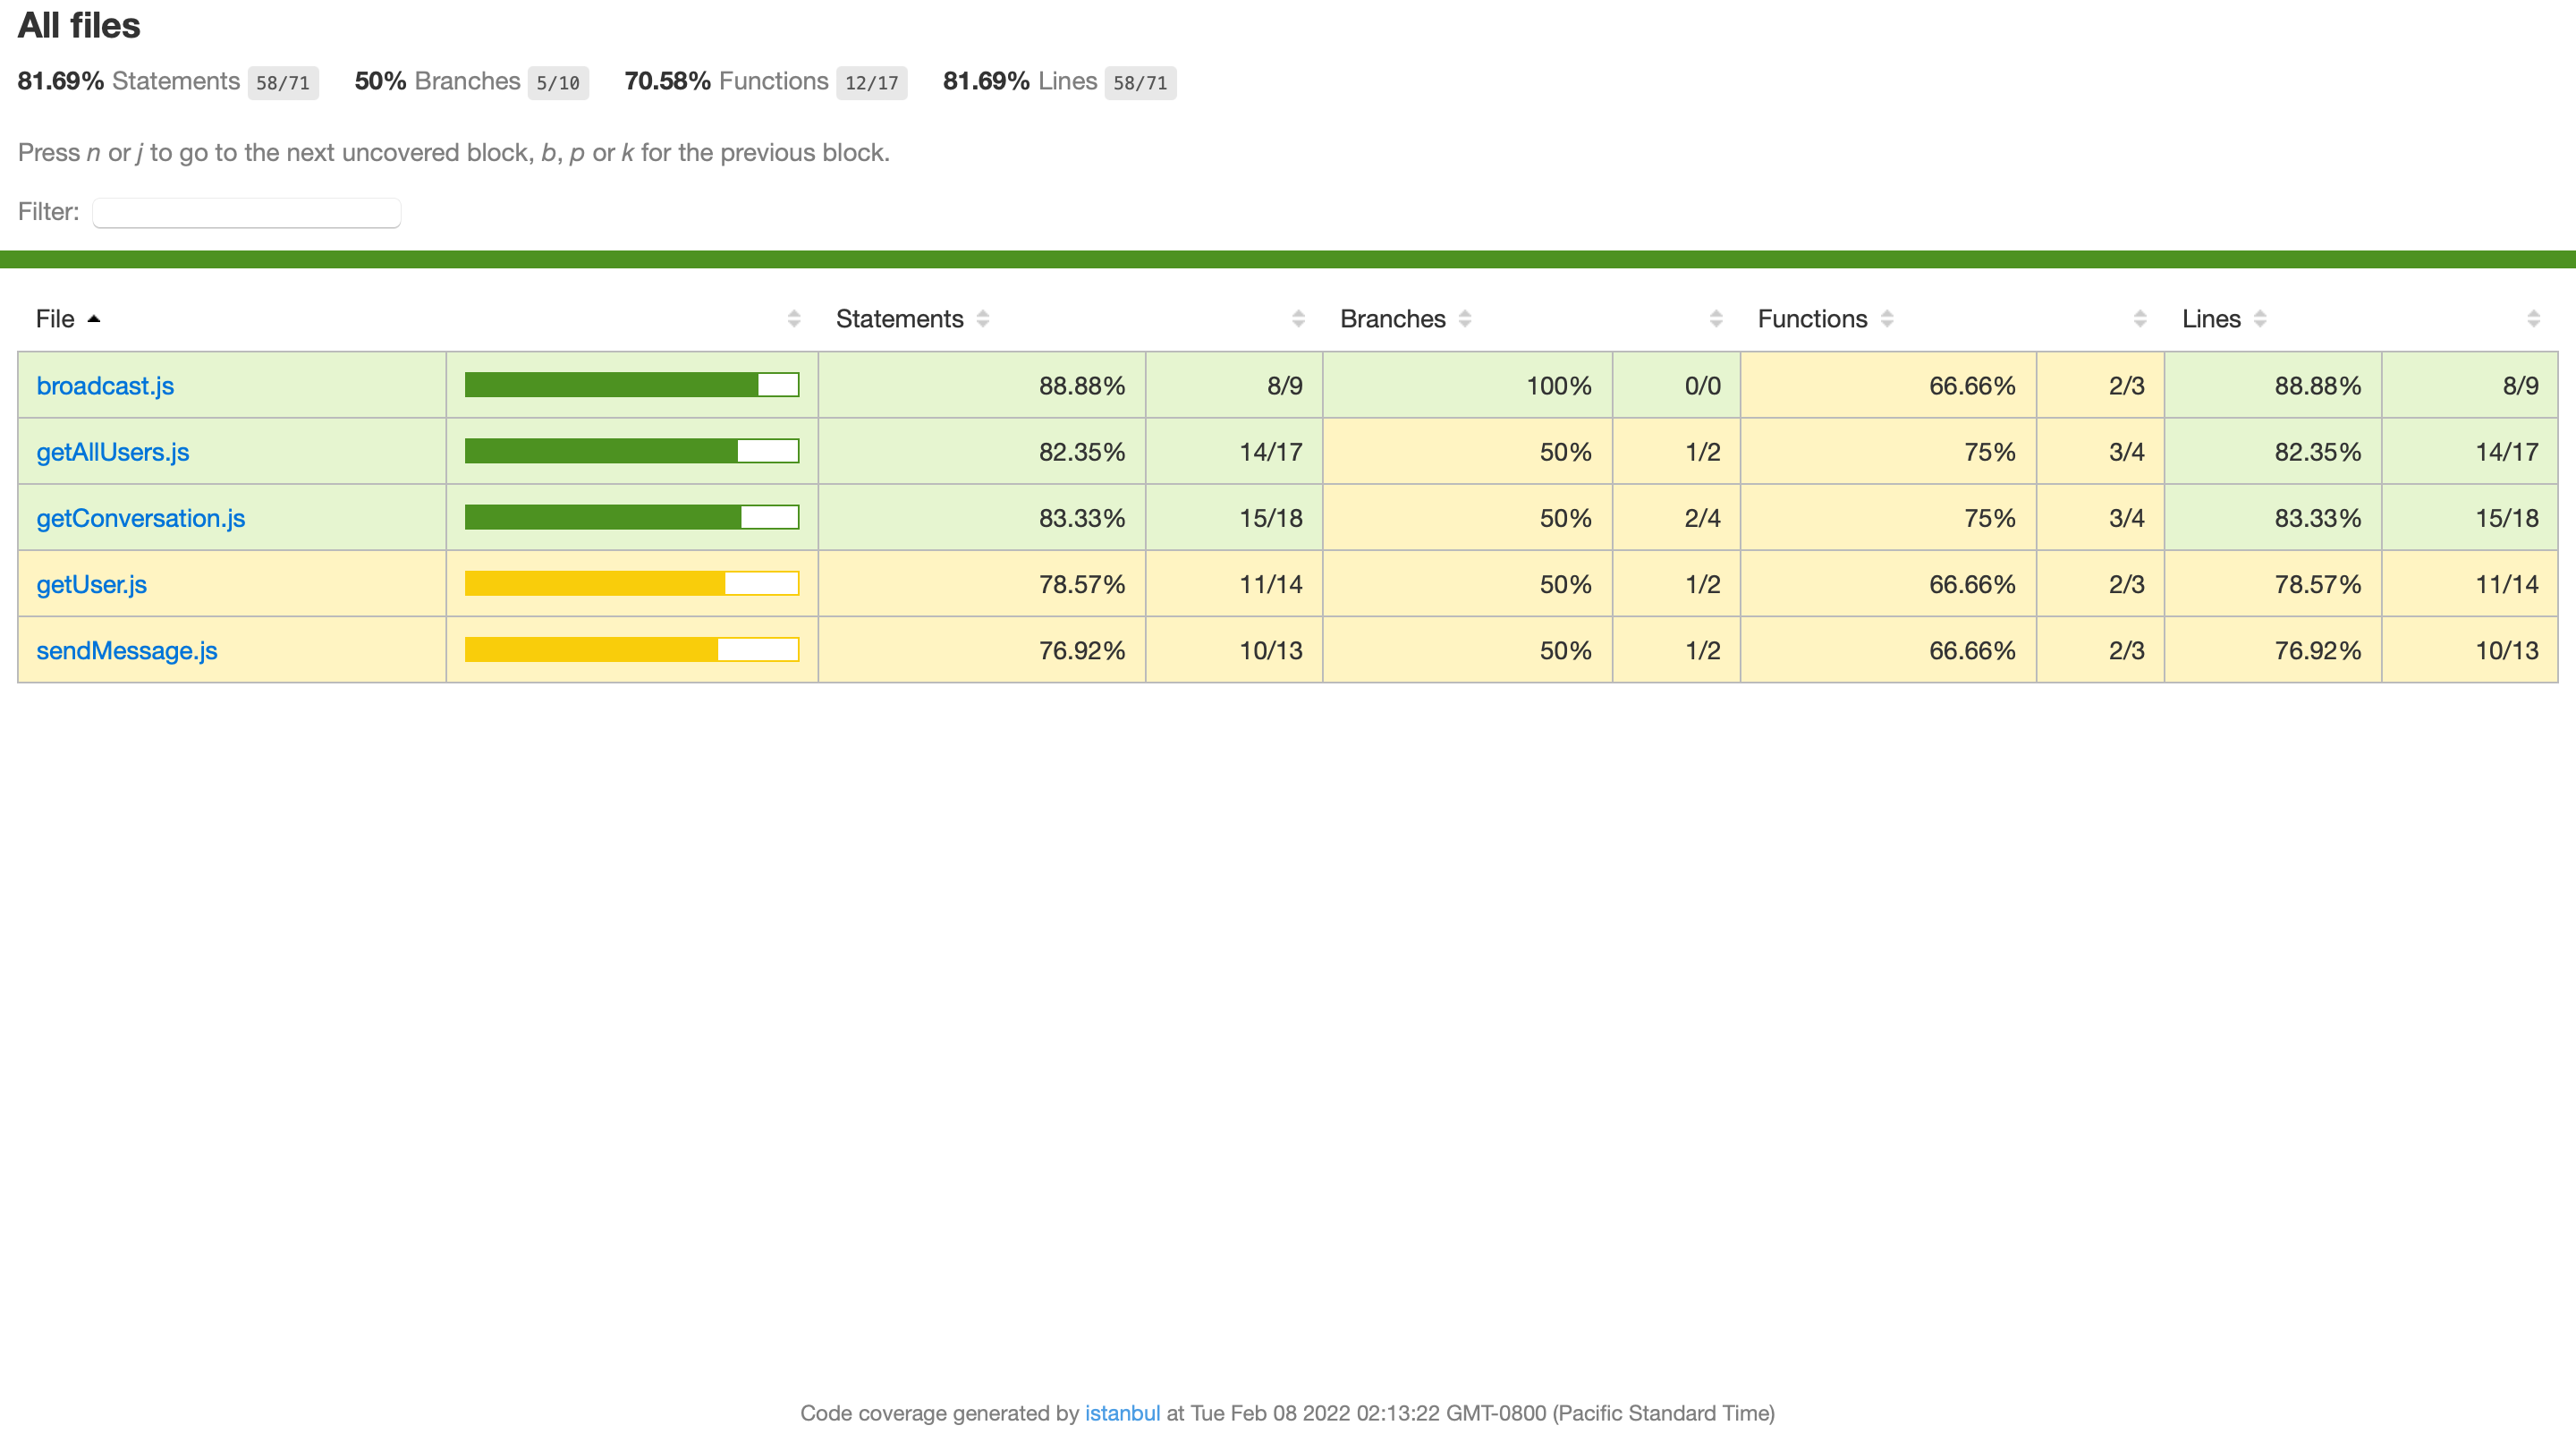 All files
81.69% Statements 58/71 50% Branches 5/10 70.58% Functions 12/17 81.69% Lines 58/71
Press n or j to go to the next uncovered block, b, p or k for the previous block.
Filter:
File Statements Branches Functions Lines
broadcast.js 88.88% 8/9 100% 0/0 66.66% 2/3 88.88% 8/9
getAllUsers.js 82.35% 14/17 50% 1/2 75% 3/4 82.35% 14/17
getConversation.js 83.33% 15/18 50% 2/4 75% 3/4 83.33% 15/18
getUser.js 78.57% 11/14 50% 1/2 66.66% 2/3 78.57% 11/14
sendMessage.js 76.92% 10/13 50% 1/2 66.66% 2/3 76.92% 10/13
Code coverage generated by istanbul at Tue Feb 08 2022 02:13:22 GMT-0800 (Pacific Standard Time)